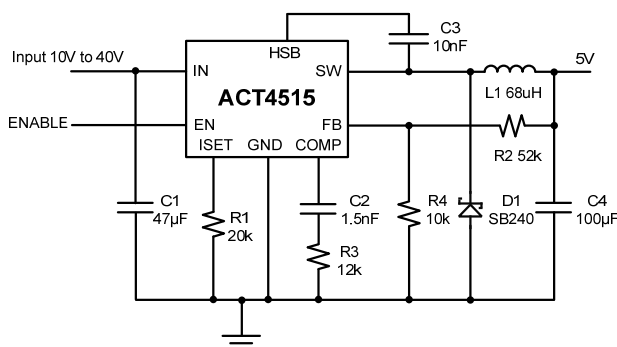 C3
10nF
HSB
Input 10V to 40V
IN
SW
5V
ACT4515
L1 68uH
ENABLE
EN
FB
ISET
GND
COMP
R2 52k
C1
47µF
R1
20k
C2
1.5nF
R3
12k
R4
10k
D1
SB240
C4
100µF